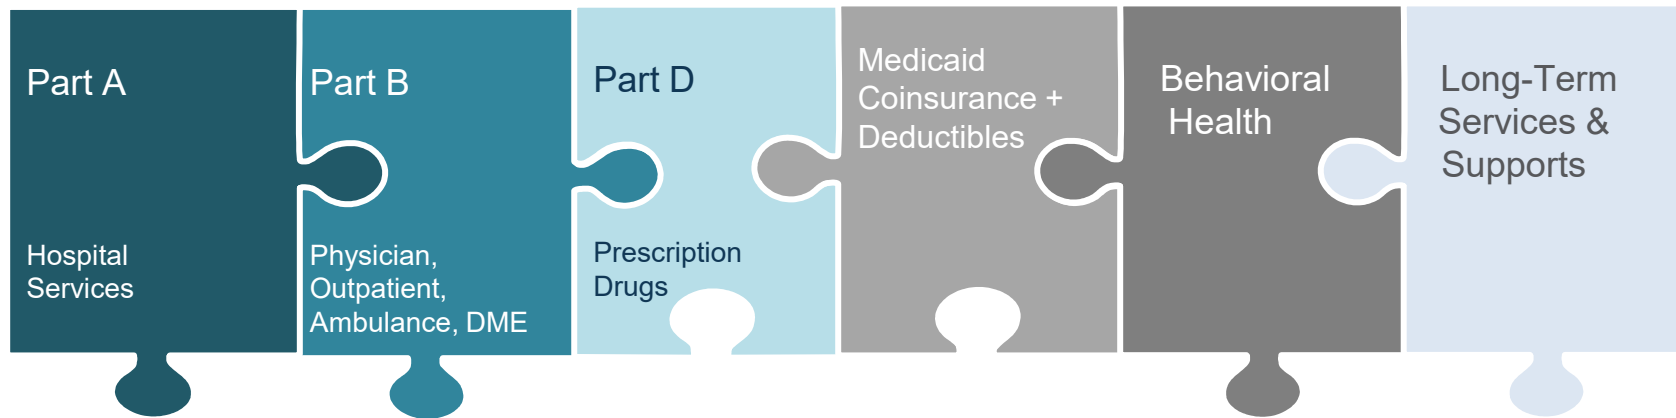 Part A
Hospital
Services
Part B
Physician,
Outpatient,
Ambulance, DME
Part D
Prescription
Drugs
Medicaid
Coinsurance +
Deductibles
Behavioral
Health
Long-Term
Services &
Supports